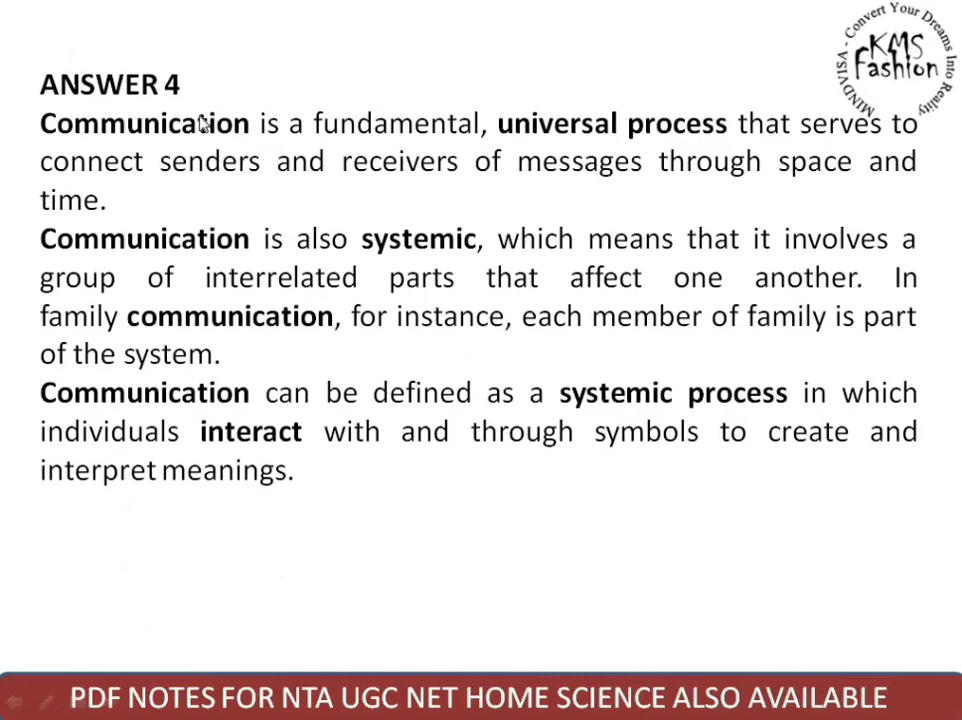 MINDVISA - Convert Your Dreams Into Reality
KMS
Fashion
ANSWER 4
Communication is a fundamental, universal process that serves to
connect senders and receivers of messages through space and
time.
Communication is also systemic, which means that it involves a
group of interrelated parts that affect one another. In
family communication, for instance, each member of family is part
of the system.
Communication can be defined as a systemic process in which
individuals interact with and through symbols to create and
interpret meanings.
PDF NOTES FOR NTA UGC NET HOME SCIENCE ALSO AVAILABLE